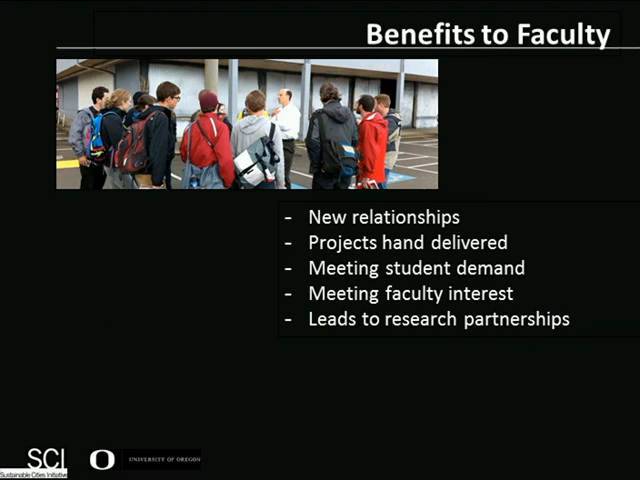 Benefits to Faculty
- New relationships
- Projects hand delivered
- Meeting student demand
- Meeting faculty interest
- Leads to research partnerships
SCI
Sustainable Cities Initiative
O
UNIVERSITY OF OREGON